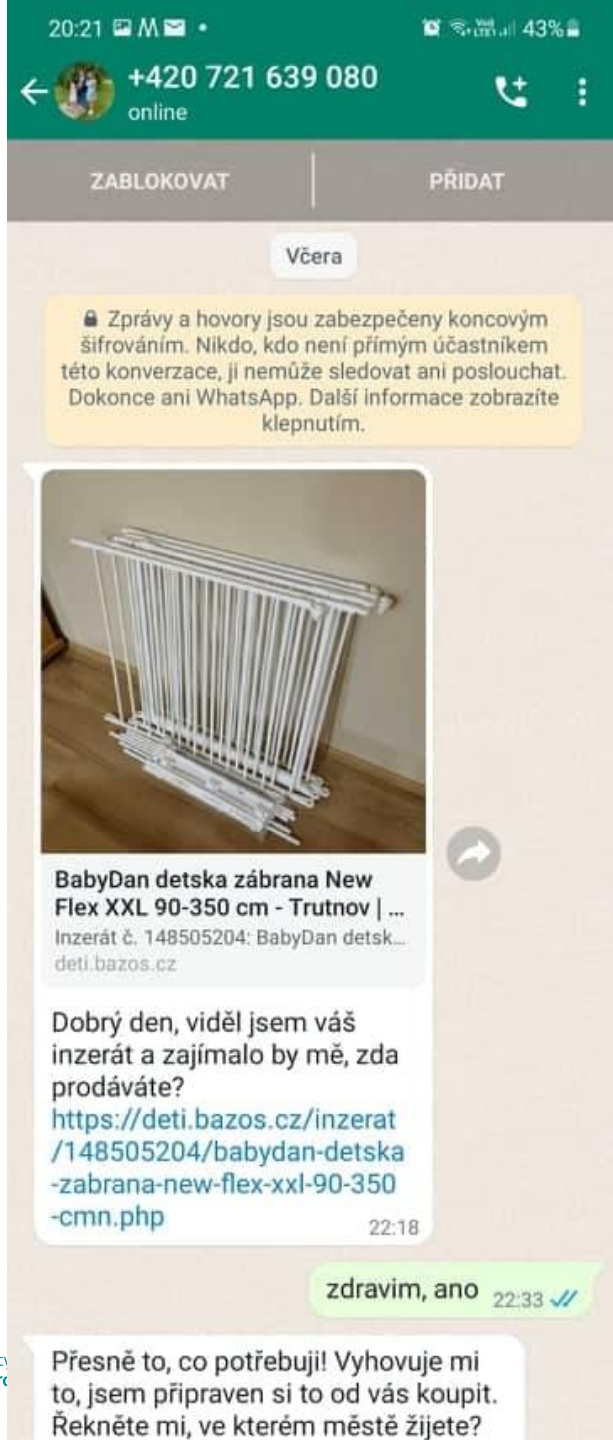 20:21
43%
+420 721 639 080
online
ZABLOKOVAT
PŘIDAT
Včera
Zprávy a hovory jsou zabezpečeny koncovým
šifrováním. Nikdo, kdo není přímým účastníkem
této konverzace, ji nemůže sledovat ani poslouchat.
Dokonce ani WhatsApp. Další informace zobrazíte
klepnutím.
BabyDan detska zábrana New
Flex XXL 90-350 cm - Trutnov | ...
Inzerát č. 148505204: BabyDan detsk...
deti.bazos.cz
Dobrý den, viděl jsem váš
inzerát a zajímalo by mě, zda
prodáváte?
https://deti.bazos.cz/inzerat
/148505204/babydan-detska
-zabrana-new-flex-xxl-90-350
-cmn.php
22:18
zdravim, ano 22:33
Přesně to, co potřebuji! Vyhovuje mi
to, jsem připraven si to od vás koupit.
Řekněte mi, ve kterém městě žijete?